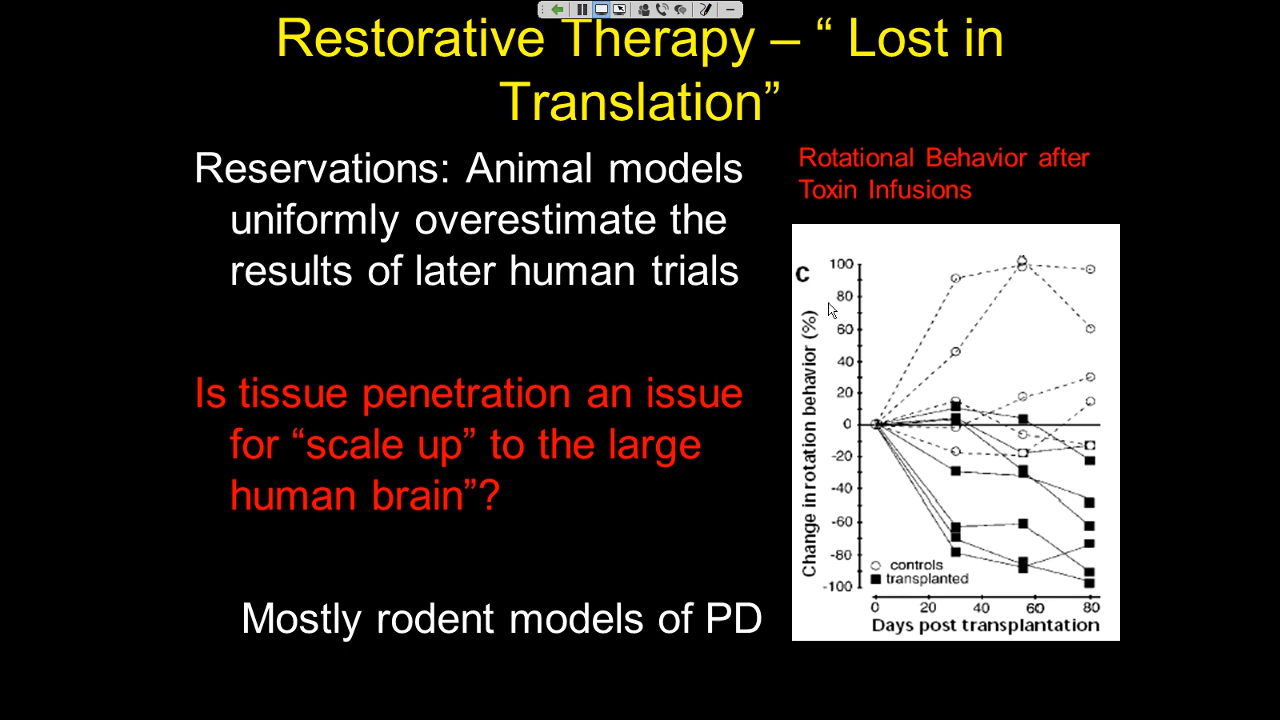 Restorative Therapy – “ Lost in
Translation”
Reservations: Animal models
uniformly overestimate the
results of later human trials
Is tissue penetration an issue
for “scale up” to the large
human brain”?
Mostly rodent models of PD
Rotational Behavior after
Toxin Infusions
C
Change in rotation behavior (%)
100
80
60
40
20
0
-20
-40
-60
-80
-100
controls
transplanted
0 20 40 60 80
Days post transplantation